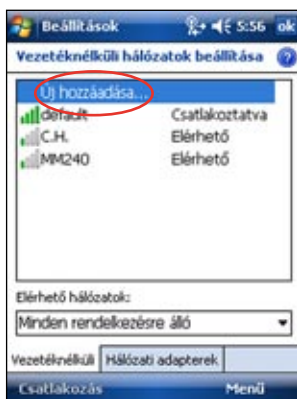 Beállítások 5:56 ok
Vezetéknélküli hálózatok beállítása
Új hozzáadása...
default Csatlakoztatva
C.H. Elérhető
MM240 Elérhető
Elérhető hálózatok:
Minden rendelkezésre álló
Vezetéknélküli Hálózati adapterek
Csatlakozás Menü